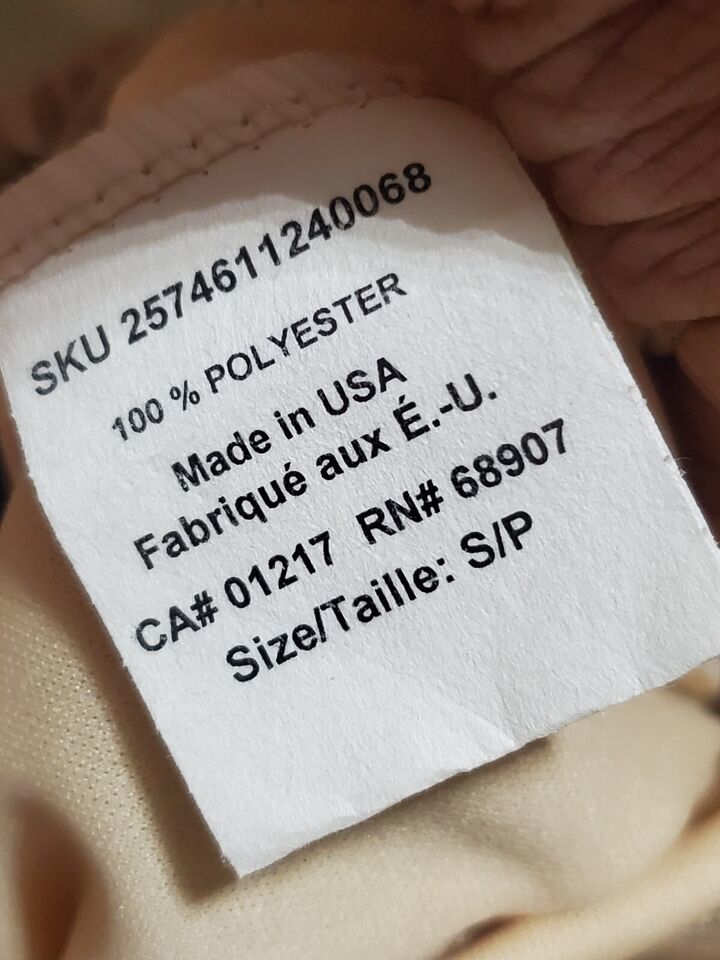 SKU 2574611240068
100 % POLYESTER
Made in USA
Fabriqué aux É.-U.
CA# 01217 RN# 68907
Size/Taille: S/P